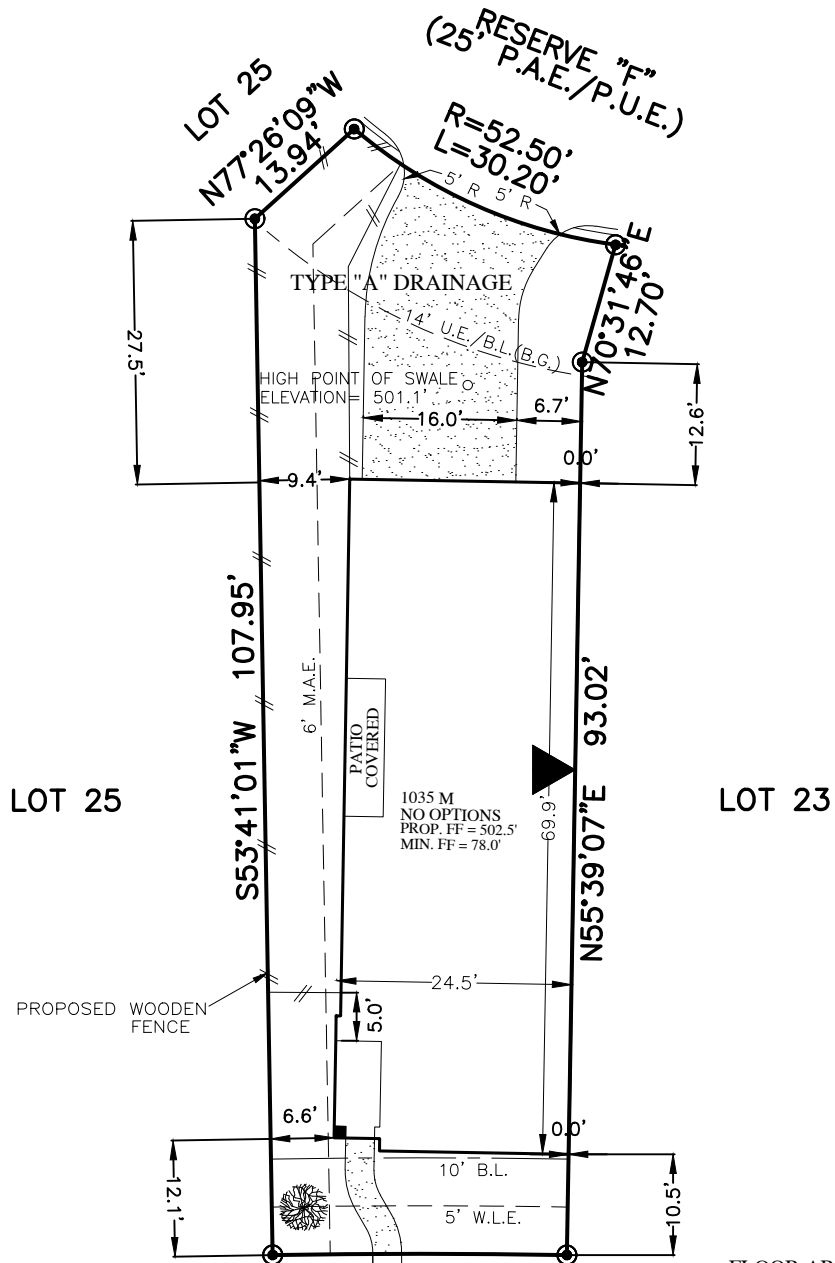 RESERVE "F"
(25' P.A.E./P.U.E.)
LOT 25
N77°26'09"W
13.94'
R=52.50'
L=30.20'
5' R 5' R
N70°31'46"E
12.70'
TYPE "A" DRAINAGE
14' U.E./B.L.(B.G.)
27.5'
HIGH POINT OF SWALE
ELEVATION= 501.1'
16.0'
6.7'
12.6'
0.0'
9.4'
S53°41'01"W 107.95'
6' M.A.E.
PATIO
COVERED
N55°39'07"E 93.02'
69.9'
LOT 25
1035 M
NO OPTIONS
PROP. FF = 502.5'
MIN. FF = 78.0'
LOT 23
24.5'
PROPOSED WOODEN
FENCE
5.0'
6.6'
0.0'
10' B.L.
12.1'
10.5'
5' W.L.E.